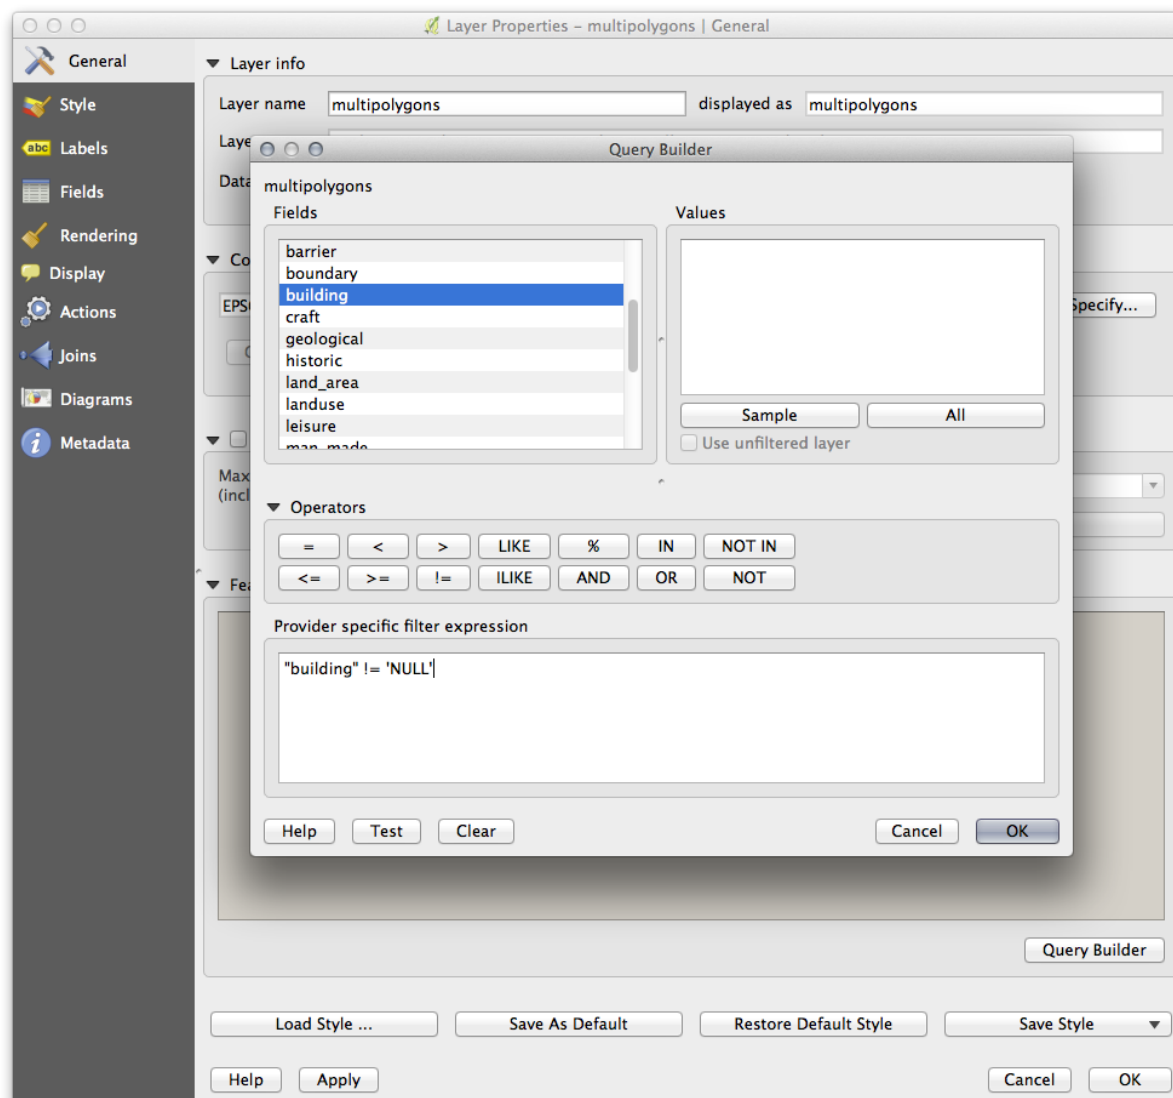 Layer Properties – multipolygons | General
General
Style
abc Labels
Fields
Rendering
Display
Actions
Joins
Diagrams
Metadata
Layer info
Layer name multipolygons displayed as multipolygons
Query Builder
multipolygons
Fields
barrier
boundary
building
craft
geological
historic
land_area
landuse
leisure
man_made
Values
Sample All
Use unfiltered layer
Specify...
Operators
= < > LIKE % IN NOT IN
<= >= != ILIKE AND OR NOT
Provider specific filter expression
"building" != 'NULL'
Help Test Clear Cancel OK
Query Builder
Load Style ... Save As Default Restore Default Style Save Style
Help Apply Cancel OK